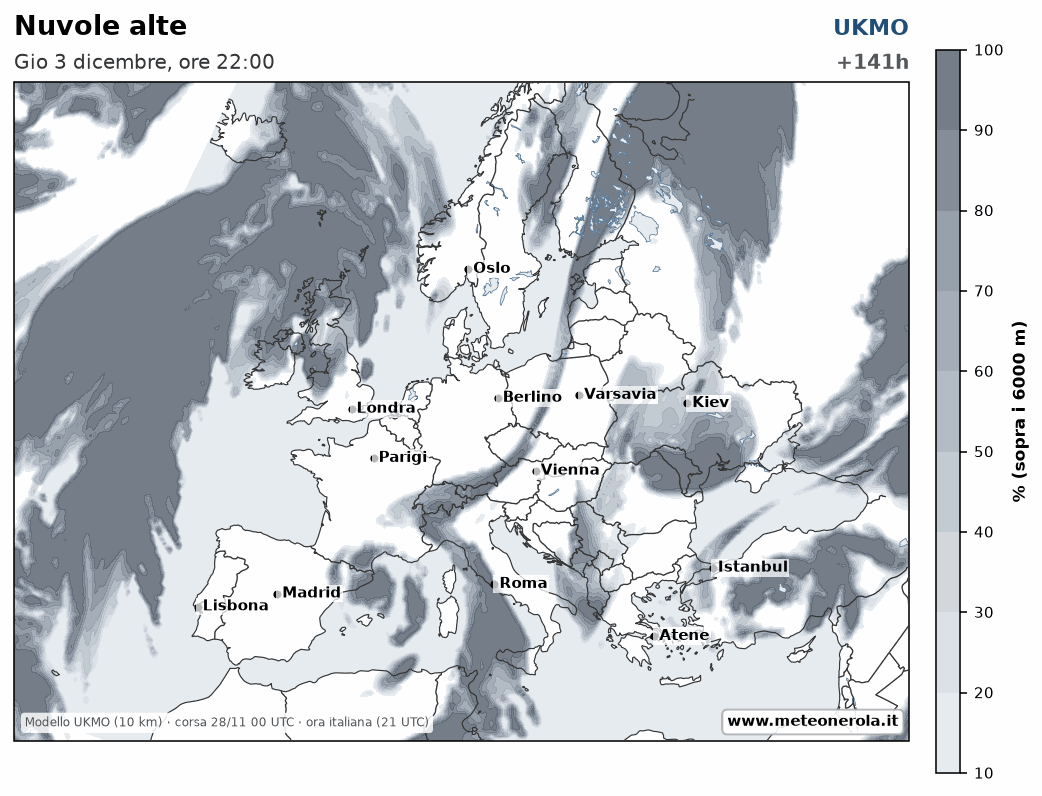 Nuvole alte
UKMO
Gio 3 dicembre, ore 22:00
+141h
100
90
80
70
60
50
40
30
20
10
% (sopra i 6000 m)
Oslo
Berlino
Varsavia
Kiev
Londra
Parigi
Vienna
Istanbul
Roma
Madrid
Lisbona
Atene
Modello UKMO (10 km) · corsa 28/11 00 UTC · ora italiana (21 UTC)
www.meteonerola.it